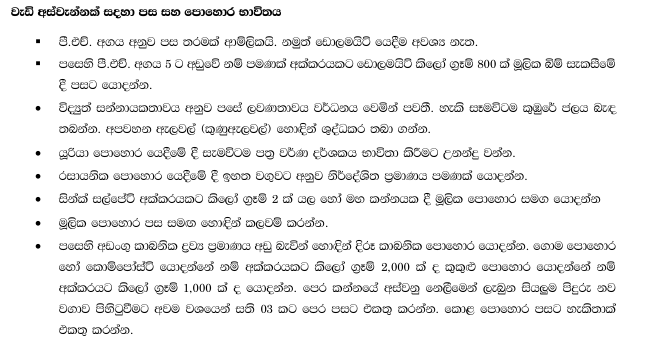 වැඩි අස්වැන්නක් සදහා පස සහ පොහොර භාවිතය
▪ පී.එච්. අගය අනුව පස තරමක් ආම්ලිකයි. නමුත් ඩොලමයිට් යෙදීම අවශ්‍ය නැත.
▪ පසෙහි පී.එච්. අගය 5 ට අඩුවේ නම් පමණක් අක්කරයකට ඩොලමයිට් කිලෝ ග්‍රෑම් 800 ක් මූලික බිම් සැකසීමේ
දී පසට යොදන්න.
• විද්‍යුත් සන්නායකතාවය අනුව පසේ ලවණතාවය වර්ධනය වෙමින් පවතී. හැකි සෑමවිටම කුඹුරේ ජලය බැඳ
තබන්න. අපවහන ඇලවල් (කුණුඇලවල්) හොඳින් ශුද්ධකර තබා ගන්න.
• යූරියා පොහොර යෙදීමේ දී සැමවිටම පත්‍ර වර්ණ දර්ශකය භාවිතා කිරීමට උනන්දු වන්න.
• රසායනික පොහොර යෙදීමේ දී ඉහත වගුවට අනුව නිර්දේශිත ප්‍රමාණය පමණක් යොදන්න.
• සින්ක් සල්පේට් අක්කරයකට කිලෝ ග්‍රෑම් 2 ක් යල හෝ මහ කන්නයක දී මූලික පොහොර සමග යොදන්න
• මූලික පොහොර පස සමඟ හොඳින් කලවම් කරන්න.
• පසෙහි අඩංගු කාබනික ද්‍රව්‍ය ප්‍රමාණය අඩු බැවින් හොඳින් දිරූ කාබනික පොහොර යොදන්න. ගොම පොහොර
හෝ කොම්පෝස්ට් යොදන්නේ නම් අක්කරයකට කිලෝ ග්‍රෑම් 2,000 ක් ද කුකුළු පොහොර යොදන්නේ නම්
අක්කරයට කිලෝ ග්‍රෑම් 1,000 ක් ද යොදන්න. පෙර කන්නයේ අස්වනු නෙලීමෙන් ලැබුන සියලුම පිදුරු නව
වගාව පිහිටුවීමට අවම වශයෙන් සති 03 කට පෙර පසට එකතු කරන්න. කොළ පොහොර පසට හැකිතාක්
එකතු කරන්න.